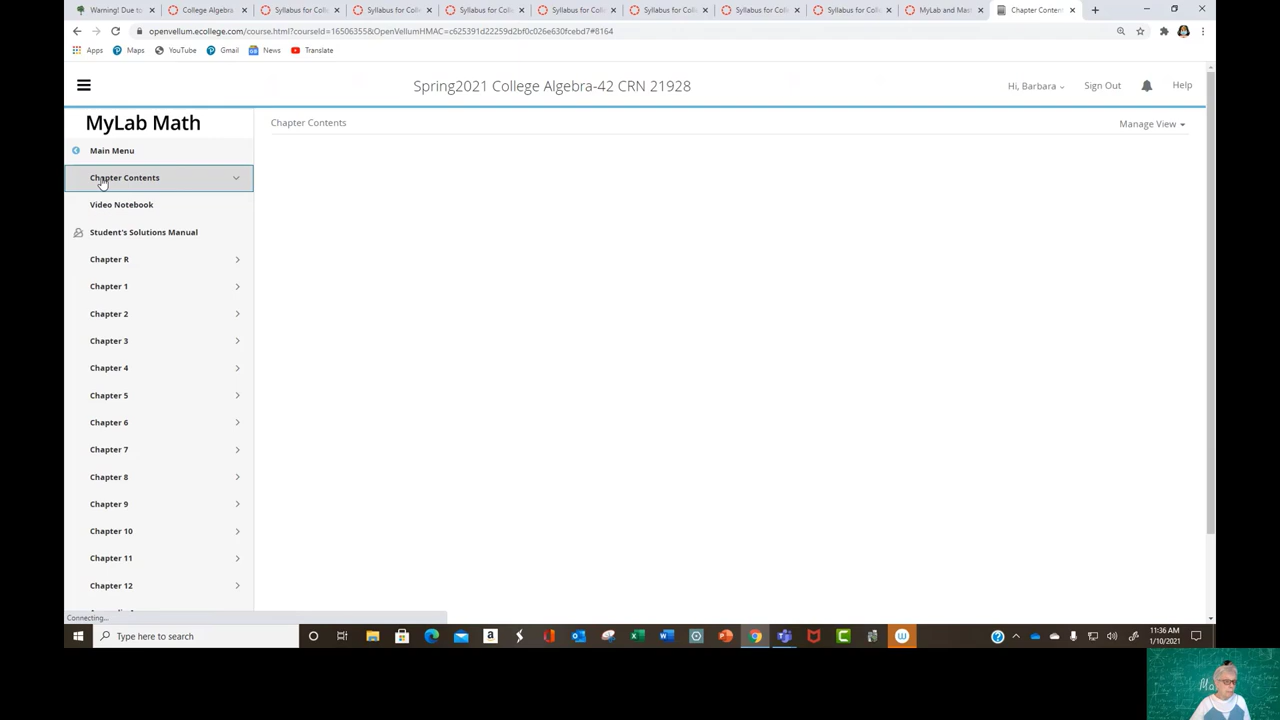 Warning! Due to
College Algebra
Syllabus for Coll
Syllabus for Coll
Syllabus for Coll
Syllabus for Coll
Syllabus for Coll
Syllabus for Coll
Syllabus for Coll
MyLab and Mast
Chapter Content
openvellum.ecollege.com/course.html?courseId=16506355&OpenVellumHMAC=c625391d22259d2bf0c026e630fcebd7#8164
Apps
Maps
YouTube
Gmail
News
Translate
Spring2021 College Algebra-42 CRN 21928
Hi, Barbara
Sign Out
Help
MyLab Math
Chapter Contents
Manage View
Main Menu
Chapter Contents
Video Notebook
Student's Solutions Manual
Chapter R
Chapter 1
Chapter 2
Chapter 3
Chapter 4
Chapter 5
Chapter 6
Chapter 7
Chapter 8
Chapter 9
Chapter 10
Chapter 11
Chapter 12
Connecting...
Type here to search
11:36 AM
1/10/2021